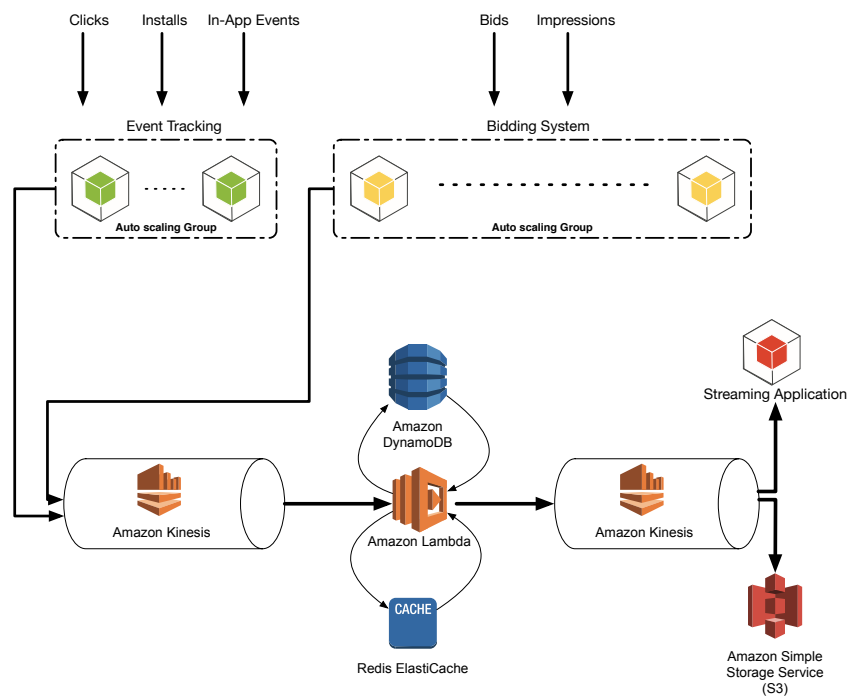 Clicks
Installs
In-App Events
Bids
Impressions
Event Tracking
Bidding System
Auto scaling Group
Auto scaling Group
Streaming Application
Amazon
DynamoDB
Amazon Kinesis
Amazon Lambda
Amazon Kinesis
CACHE
Redis ElastiCache
Amazon Simple
Storage Service
(S3)